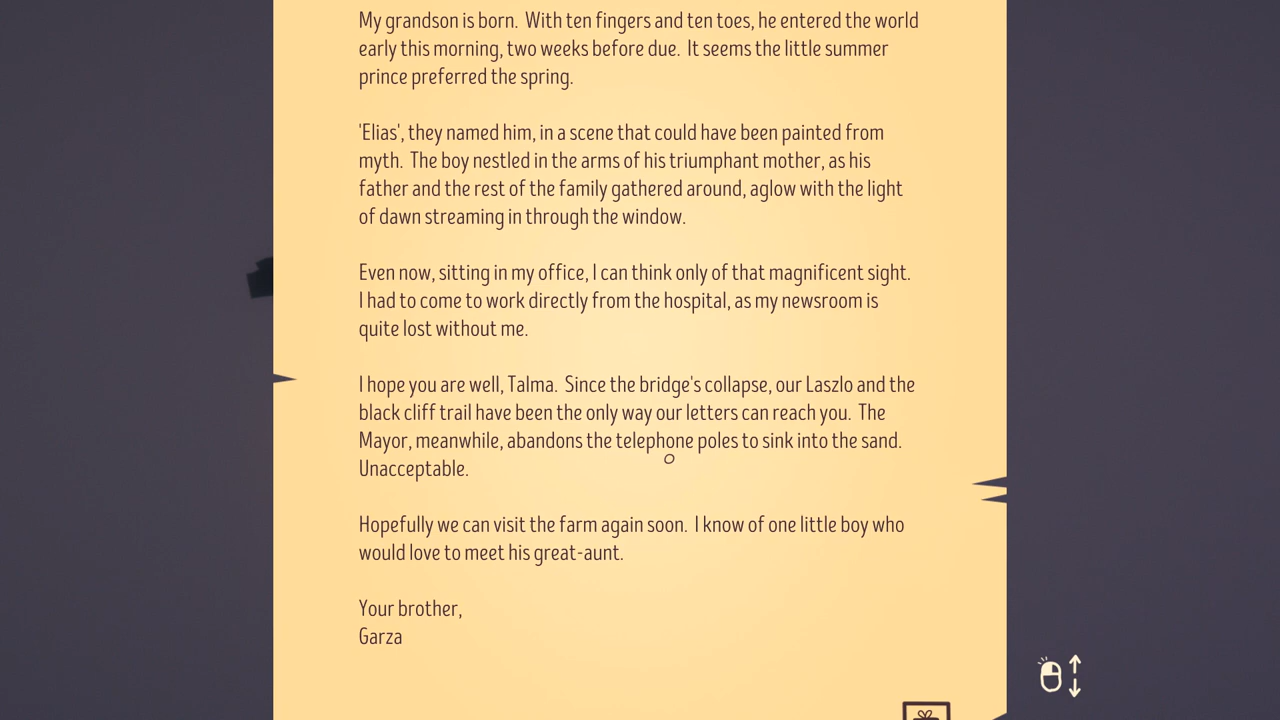 My grandson is born.  With ten fingers and ten toes, he entered the world
early this morning, two weeks before due.  It seems the little summer
prince preferred the spring.
'Elias', they named him, in a scene that could have been painted from
myth.  The boy nestled in the arms of his triumphant mother, as his
father and the rest of the family gathered around, aglow with the light
of dawn streaming in through the window.
Even now, sitting in my office, I can think only of that magnificent sight.
I had to come to work directly from the hospital, as my newsroom is
quite lost without me.
I hope you are well, Talma.  Since the bridge's collapse, our Laszlo and the
black cliff trail have been the only way our letters can reach you.  The
Mayor, meanwhile, abandons the telephone poles to sink into the sand.
Unacceptable.
Hopefully we can visit the farm again soon.  I know of one little boy who
would love to meet his great-aunt.
Your brother,
Garza